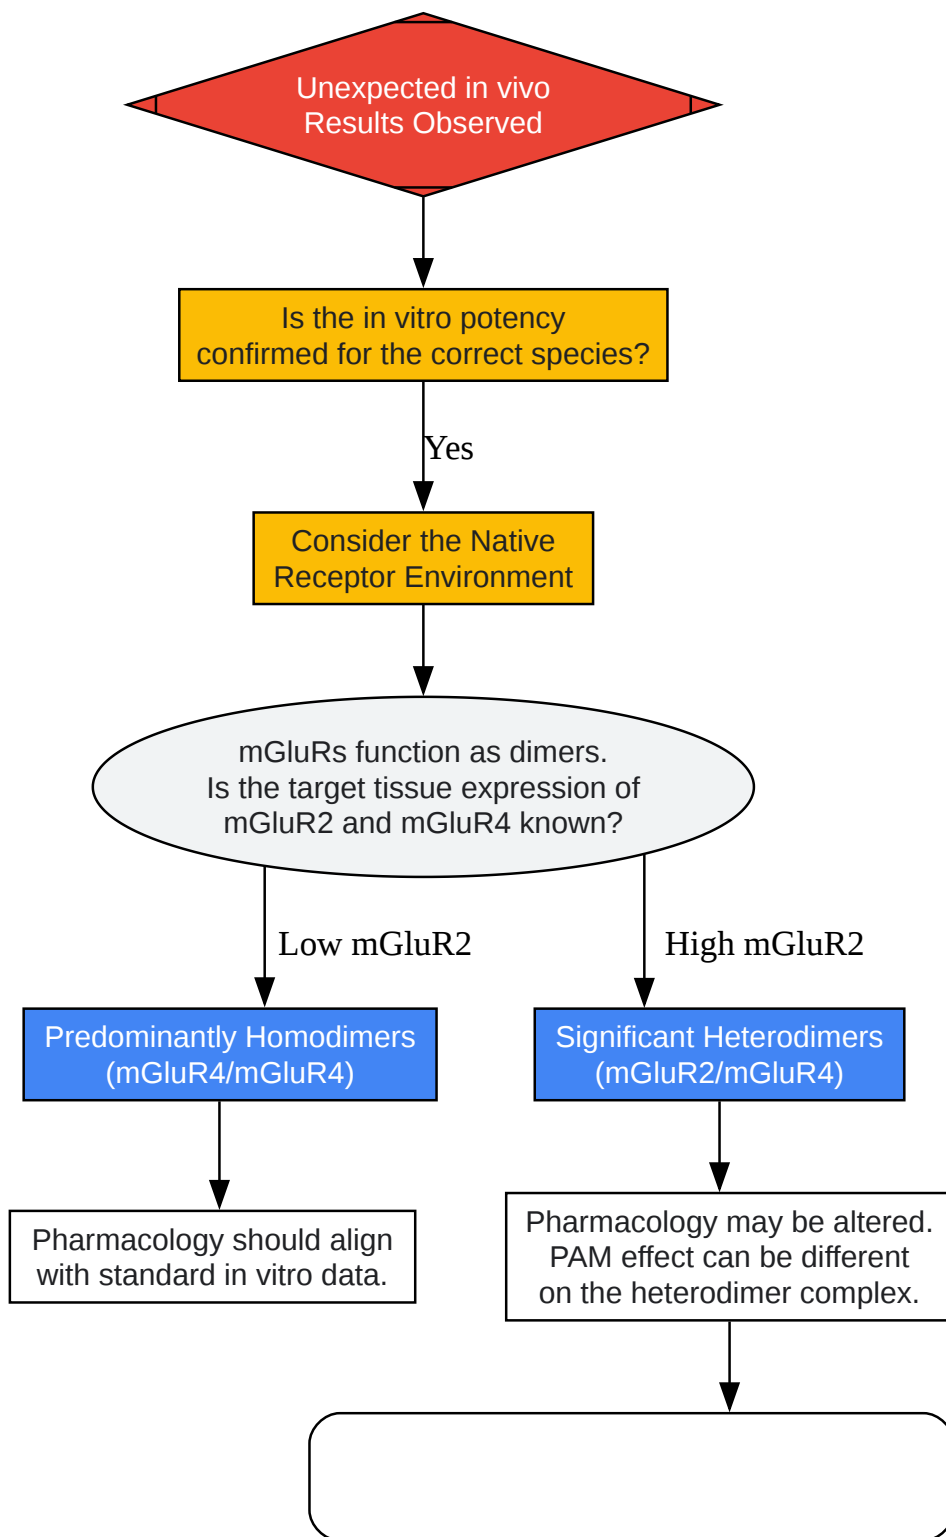 Unexpected in vivo
Results Observed
Is the in vitro potency
confirmed for the correct species?
Yes
Consider the Native
Receptor Environment
mGluRs function as dimers.
Is the target tissue expression of
mGluR2 and mGluR4 known?
Low mGluR2
High mGluR2
Predominantly Homodimers
(mGluR4/mGluR4)
Significant Heterodimers
(mGluR2/mGluR4)
Pharmacology should align
with standard in vitro data.
Pharmacology may be altered.
PAM effect can be different
on the heterodimer complex.